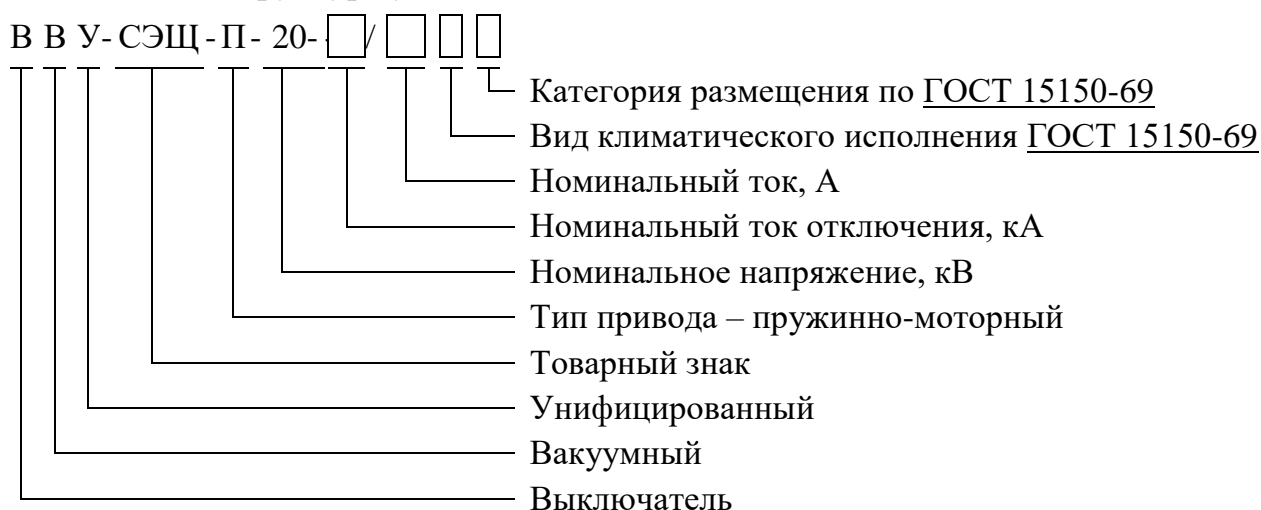 В В У- СЭЩ - П - 20- - /
Категория размещения по ГОСТ 15150-69
Вид климатического исполнения ГОСТ 15150-69
Номинальный ток, А
Номинальный ток отключения, кА
Номинальное напряжение, кВ
Тип привода – пружинно-моторный
Товарный знак
Унифицированный
Вакуумный
Выключатель